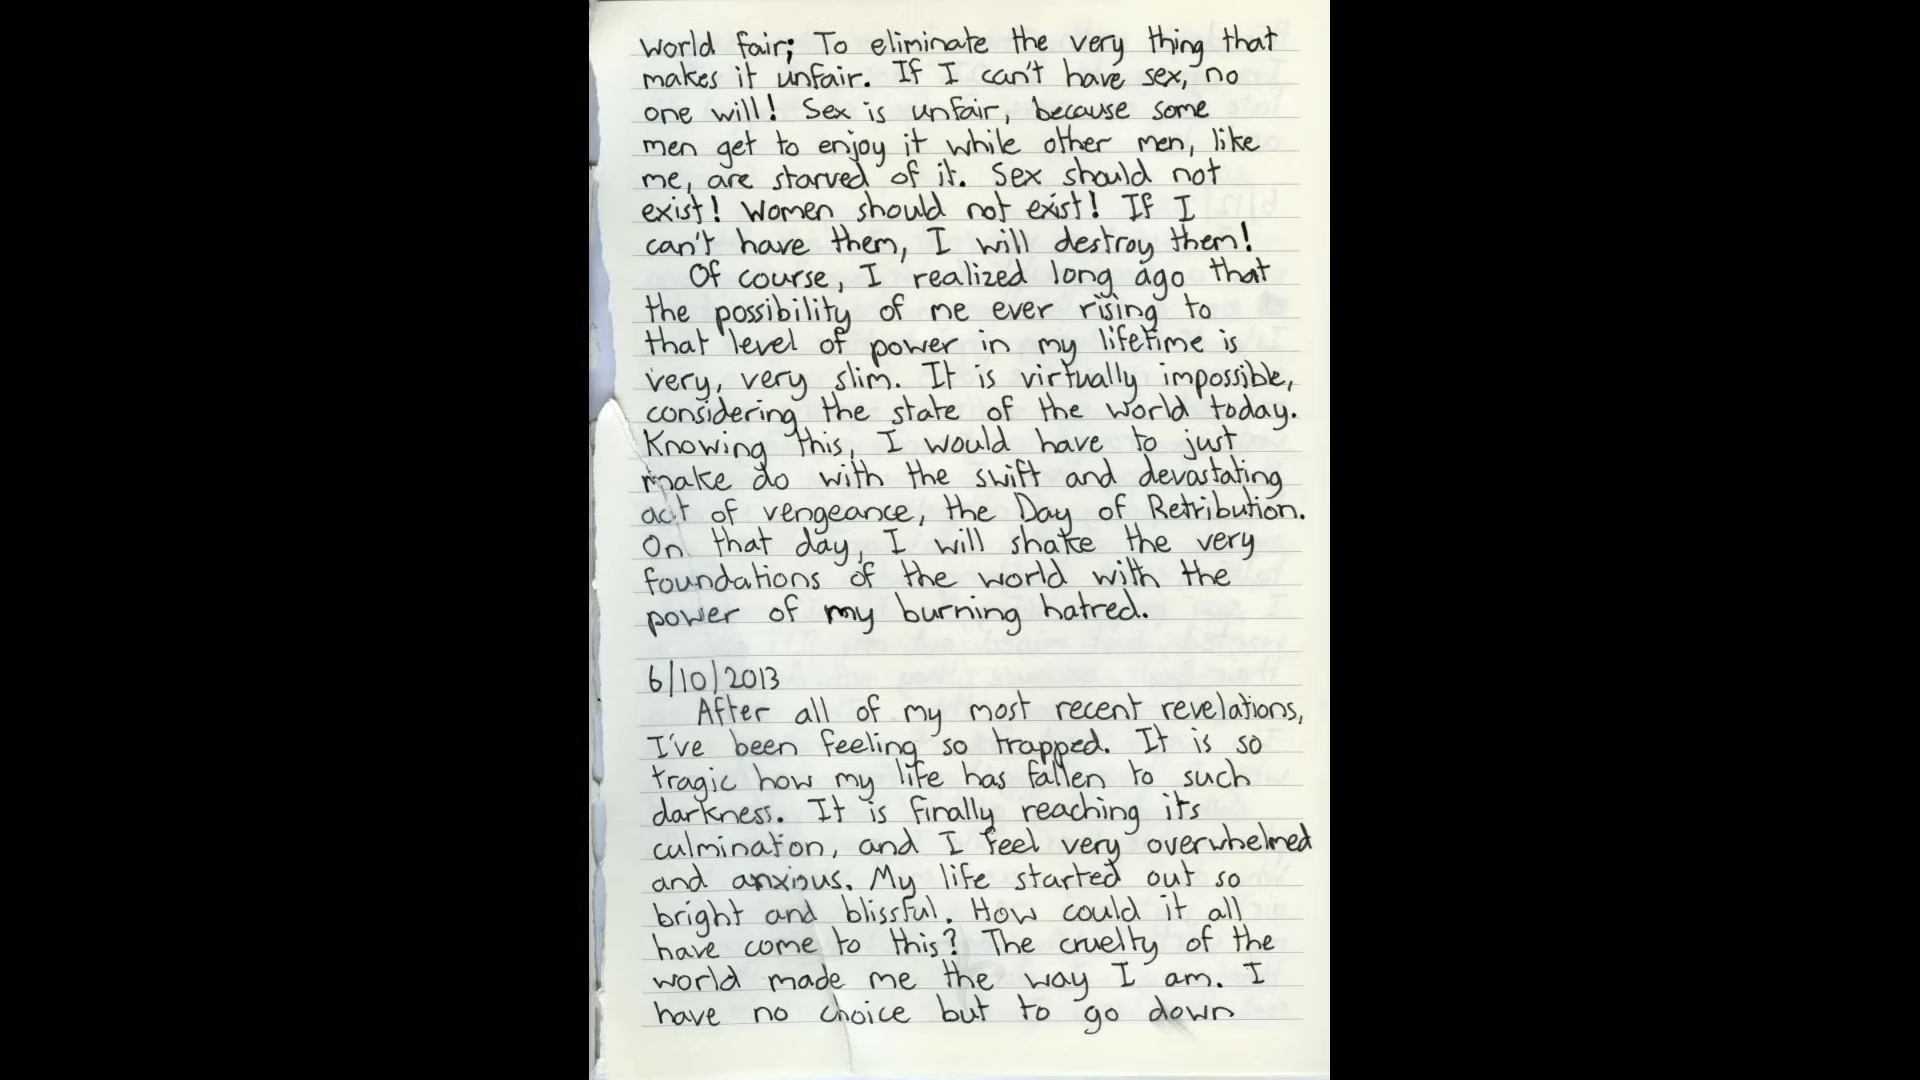 world fair; To eliminate the very thing that
makes it unfair. If I can't have sex, no
one will! Sex is unfair, because some
men get to enjoy it while other men, like
me, are starved of it. Sex should not
exist! Women should not exist! If I
can't have them, I will destroy them!
Of course, I realized long ago that
the possibility of me ever rising to
that level of power in my lifetime is
very, very slim. It is virtually impossible,
considering the state of the world today.
Knowing this, I would have to just
make do with the swift and devastating
act of vengeance, the Day of Retribution.
On that day, I will shake the very
foundations of the world with the
power of my burning hatred.
6/10/2013
After all of my most recent revelations,
I've been feeling so trapped. It is so
tragic how my life has fallen to such
darkness. It is finally reaching its
culminaton, and I feel very overwhelmed
and anxious. My life started out so
bright and blissful. How could it all
have come to this? The cruelty of the
world made me the way I am. I
have no choice but to go down